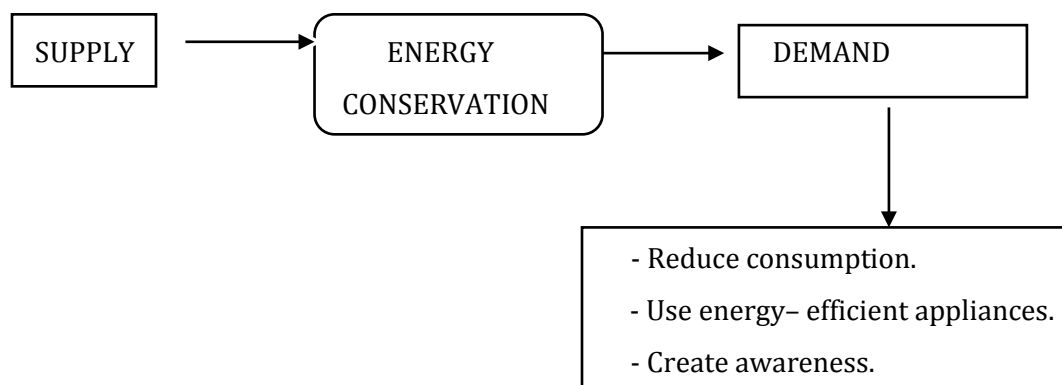 SUPPLY
ENERGY
CONSERVATION
DEMAND
- Reduce consumption.
- Use energy– efficient appliances.
- Create awareness.